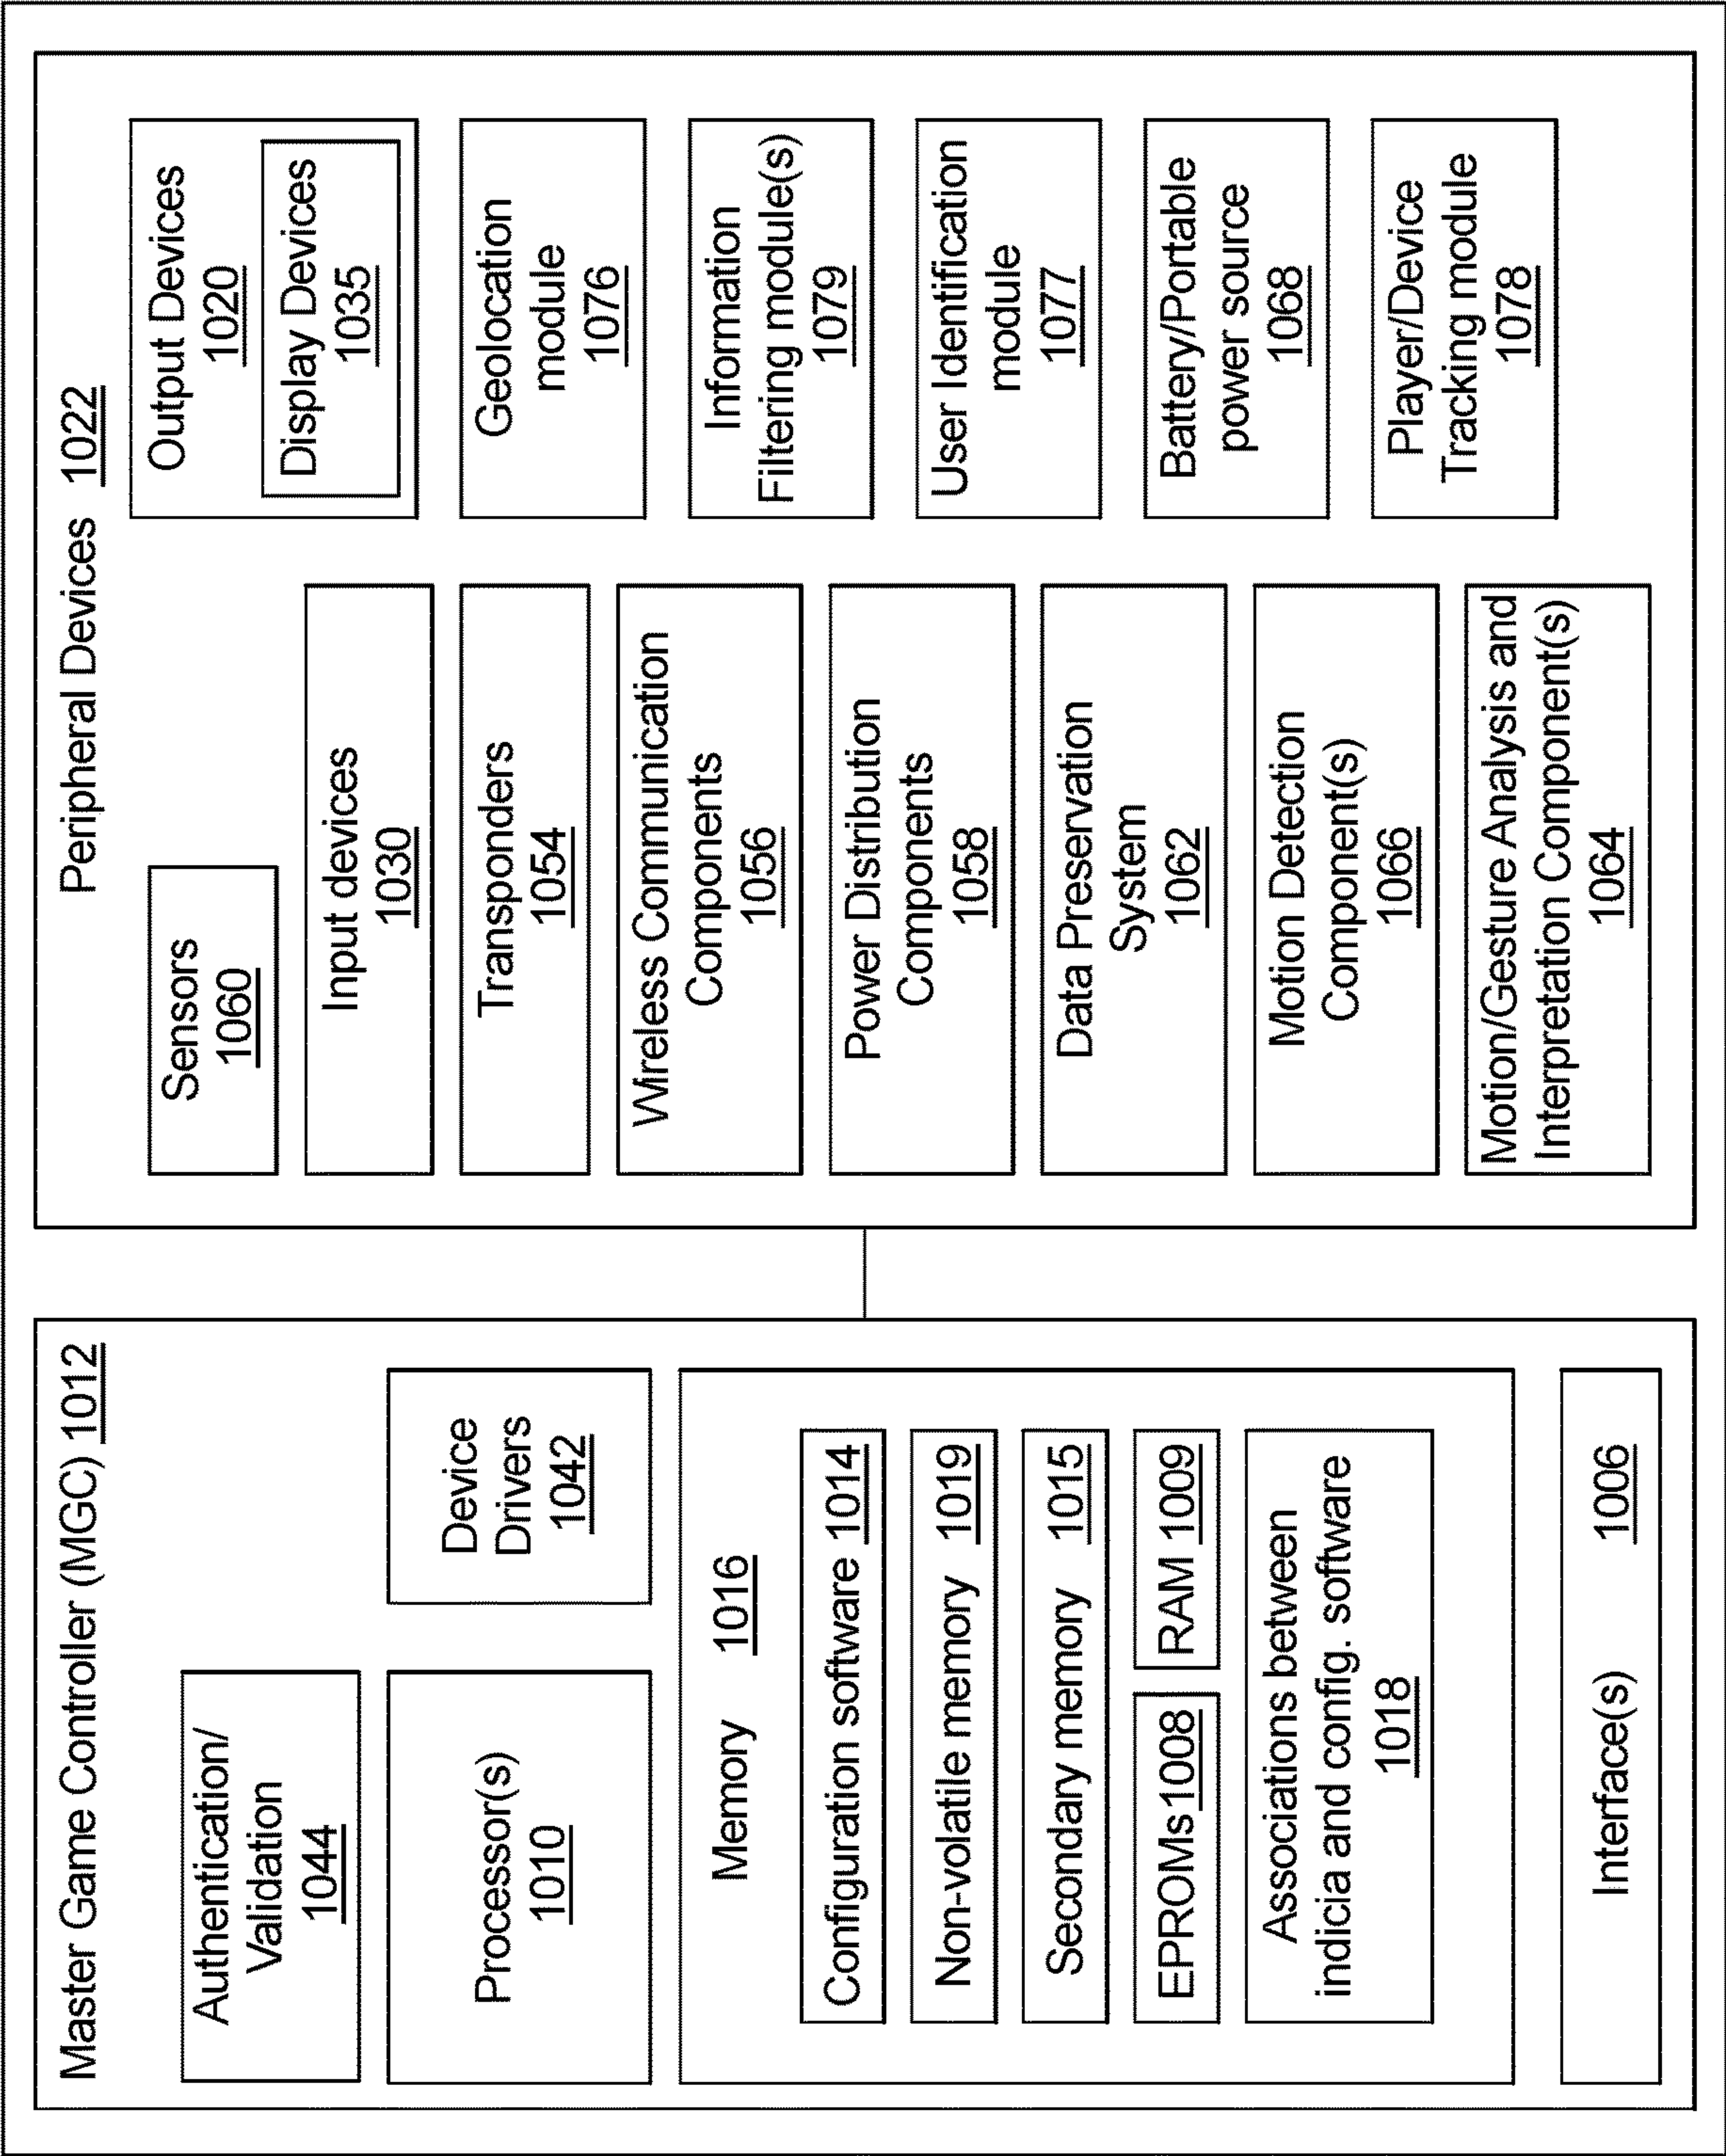 Master Game Controller (MGC) 1012
Authentication/
Validation
1044
Processor(s)
1010
Device
Drivers
1042
Memory 1016
Configuration software 1014
Non-volatile memory 1019
Secondary memory 1015
EPROMs1008
RAM 1009
Associations between
indicia and config. software
1018
Interface(s) 1006
Peripheral Devices 1022
Sensors
1060
Input devices
1030
Transponders
1054
Wireless Communication
Components
1056
Power Distribution
Components
1058
Data Preservation
System
1062
Motion Detection
Component(s)
1066
Motion/Gesture Analysis and
Interpretation Component(s)
1064
Output Devices
1020
Display Devices
1035
Geolocation
module
1076
Information
Filtering module(s)
1079
User Identification
module
1077
Battery/Portable
power source
1068
Player/Device
Tracking module
1078